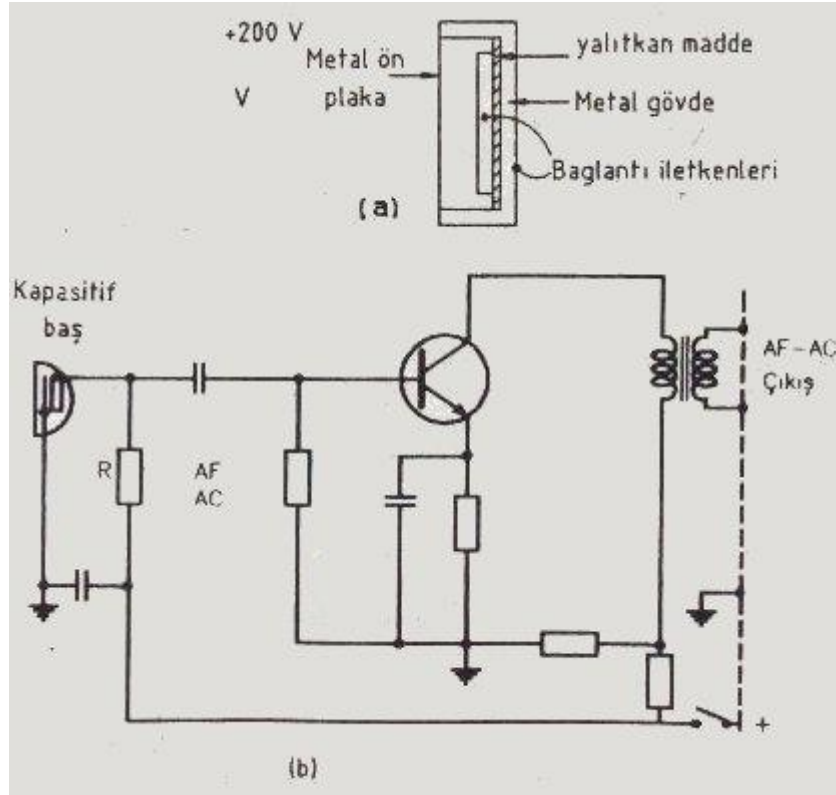 +200 V
V
Metal ön
plaka
yalıtkan madde
Metal gövde
Baglantı iletkenleri
(a)
Kapasitif
baş
AF-AC
Çıkış
R
AF
AC
+
(b)